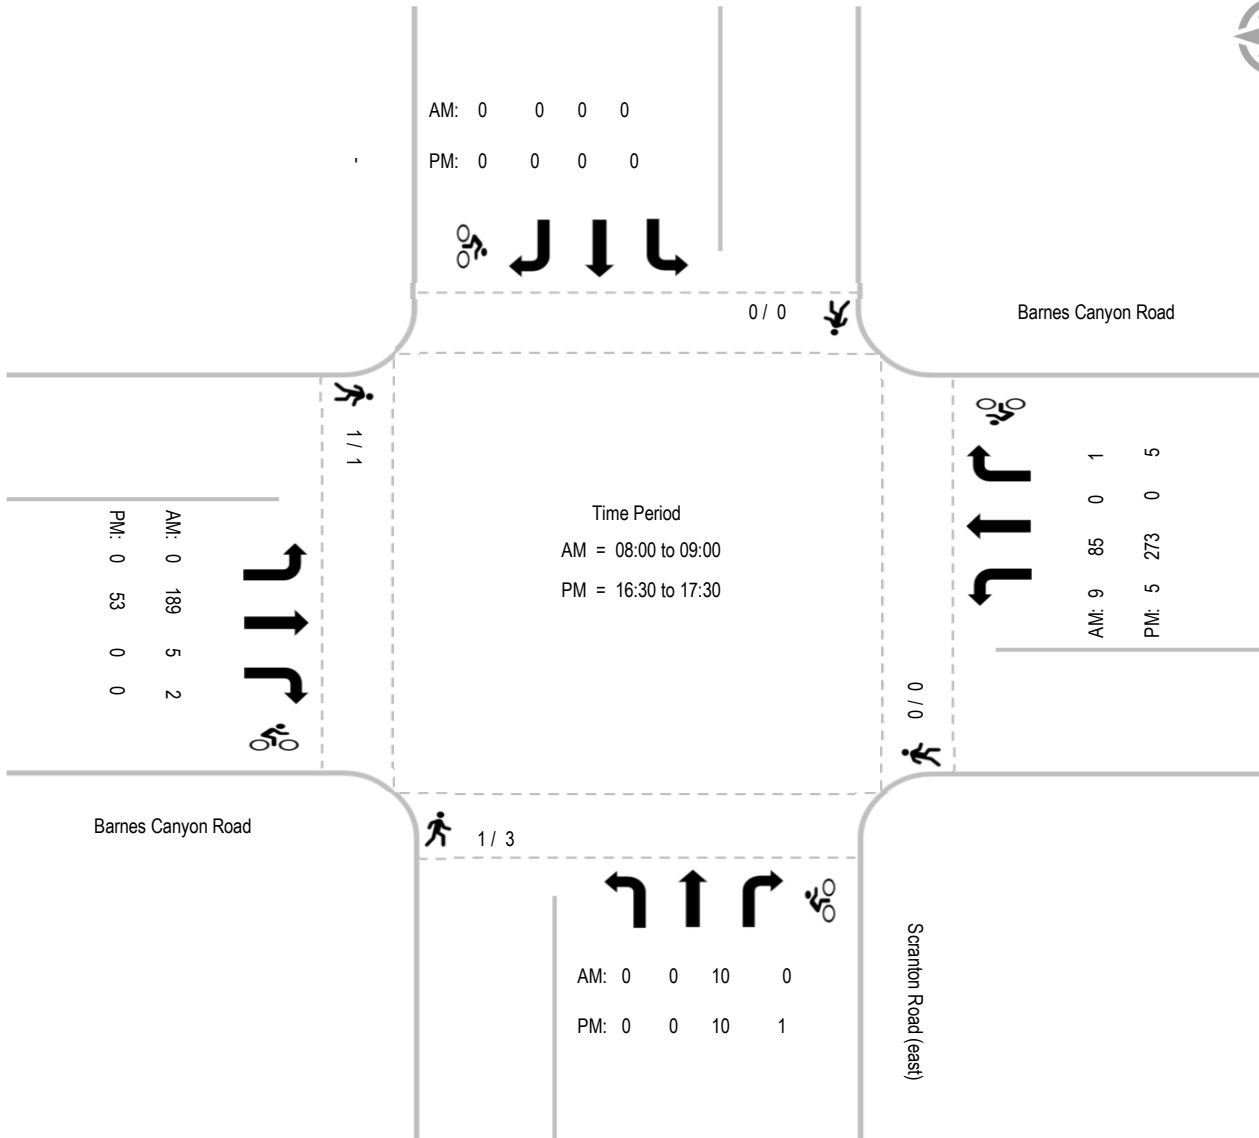 AM: 0 0 0 0
PM: 0 0 0 0
0 / 0
Barnes Canyon Road
1 / 1
AM: 0 189 5 2
PM: 0 53 0 0
Time Period
AM = 08:00 to 09:00
PM = 16:30 to 17:30
AM: 9 85 0 1
PM: 5 273 0 5
0 / 0
Barnes Canyon Road
1 / 3
AM: 0 0 10 0
PM: 0 0 10 1
Scranton Road (east)